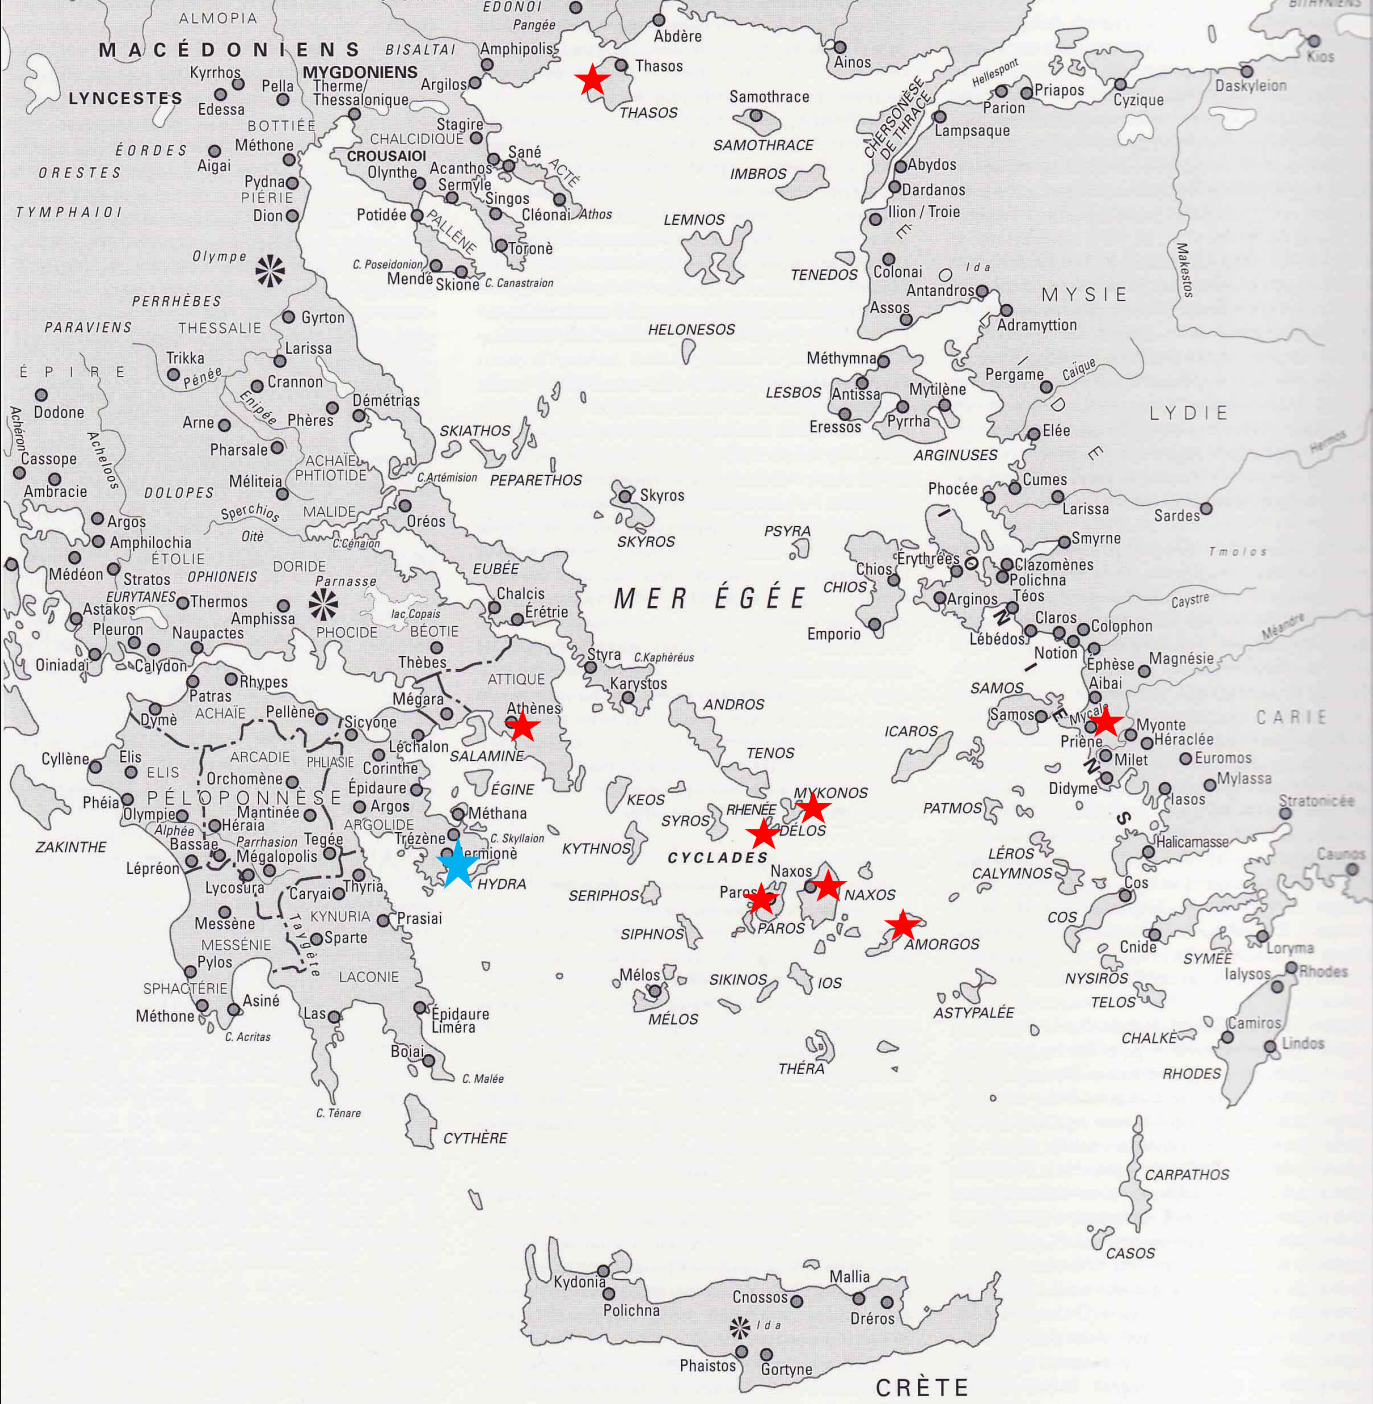 EDONOI
BITHYNIENS
ALMOPIA
Pangée
Abdère
MACÉDONIENS
BISALTAI
Amphipolis
Ainos
Kios
Kyrrhos
MYGDONIENS
Thasos
Hellespont
Daskyleion
Pella
Therme/
Thessalonique
Argilos
LYNCESTES
Edessa
Samothrace
Priapos
Cyzique
Parion
THASOS
BOTTIÉE
Stagire
CHALCIDIQUE
CHERSONÈSE
DE THRACE
Lampsaque
ÉORDES
Aigai
Méthone
CROUSAIOI
Sané
SAMOTHRACE
ORESTES
Olynthe
Acanthos
ACTÉ
IMBROS
Abydos
Pydna
Sermylè
Dardanos
PIÉRIE
Singos
TYMPHAIOI
Dion
Potidée
PALLÈNE
Cléonai
Athos
LEMNOS
Ilion / Troie
Toronè
Olympe
C. Poseidonion
Mendé
Skionè
C. Canastraion
TENEDOS
Colonai
Ida
Makestos
Antandros
MYSIE
PERRHÈBES
Assos
Adramyttion
PARAVIENS
THESSALIE
Gyrton
HELONESOS
Larissa
Trikka
Pénée
Méthymna
ÉPIRE
Crannon
Pergame
Caïque
Dodone
Enipée
Phères
Démétrias
LESBOS
Antissa
Mytilène
LYDIE
Achéron
Arne
Eressos
Pyrrha
Elée
Acheloos
Pharsale
SKIATHOS
ARGINUSES
Hermos
Cassope
ACHAÏE
PHTIOTIDE
C.Artémision
PEPARETHOS
Ambracie
DOLOPES
Méliteia
Phocée
Cumes
Larissa
Sardes
Argos
Sperchios
MALIDE
Oréos
Skyros
Amphilochia
Oitè
C.Cénaion
SKYROS
PSYRA
Smyrne
Tmolos
ÉTOLIE
DORIDE
EUBÉE
Érythrées
Clazomènes
Médéon
Stratos
OPHIONEIS
Parnasse
CHIOS
Chios
Polichna
EURYTANES
Thermos
Chalcis
MER ÉGÉE
Arginos
Téos
Caystre
Astakos
Amphissa
lac Copaïs
Érétrie
Claros
Colophon
Méandre
Pleuron
Naupactes
PHOCIDE
BÉOTIE
Emporio
Lébédos
Notion
Oiniadai
Calydon
Thèbes
Styra
C.Kaphèréus
Éphèse
Magnésie
Rhypes
ATTIQUE
Karystos
SAMOS
Aibai
Patras
Mégara
Athènes
ANDROS
Samos
Mycale
CARIE
Dymè
ACHAÏE
Pellène
Sicyone
Priène
Myonte
Héraclée
Cyllène
Élis
ARCADIE
PHLIASIE
Léchalon
SALAMINE
TENOS
ICAROS
Milet
Euromos
ELIS
Orchomène
Corinthe
Épidaure
ÉGINE
KEOS
MYKONOS
Didyme
Mylassa
Phéia
PÉLOPONNÈSE
Argos
Méthana
RHENÉE
PATMOS
Iasos
Stratonicée
Olympie
Mantinée
ARGOLIDE
SYROS
DÉLOS
IONIE
IONIENS
Alphée
Héraia
Trézène
C. Skyllaion
ZAKINTHE
Bassae
Parrhasion
Tegée
KYTHNOS
CYCLADES
LÉROS
Halicarnasse
Caunos
Lépréon
Mégalopolis
Hermionè
Naxos
CALYMNOS
Lycosura
Caryai
Thyria
HYDRA
SERIPHOS
Paros
NAXOS
Cos
Messène
KYNURIA
Prasiai
PAROS
COS
Taygète
Sparte
SIPHNOS
AMORGOS
Cnide
MESSÉNIE
SYMÉE
Loryma
Pylos
LACONIE
Mélos
SIKINOS
IOS
NYSIROS
Ialysos
Rhodes
SPHACTÉRIE
Asiné
MÉLOS
ASTYPALÉE
TELOS
Méthone
Las
Épidaure
Liméra
Camiros
C. Acritas
CHALKÈ
Lindos
Boiai
THÉRA
RHODES
C. Malée
C. Ténare
CYTHÈRE
CARPATHOS
CASOS
Kydonia
Mallia
Polichna
Cnossos
Dréros
Ida
Phaistos
Gortyne
CRÈTE